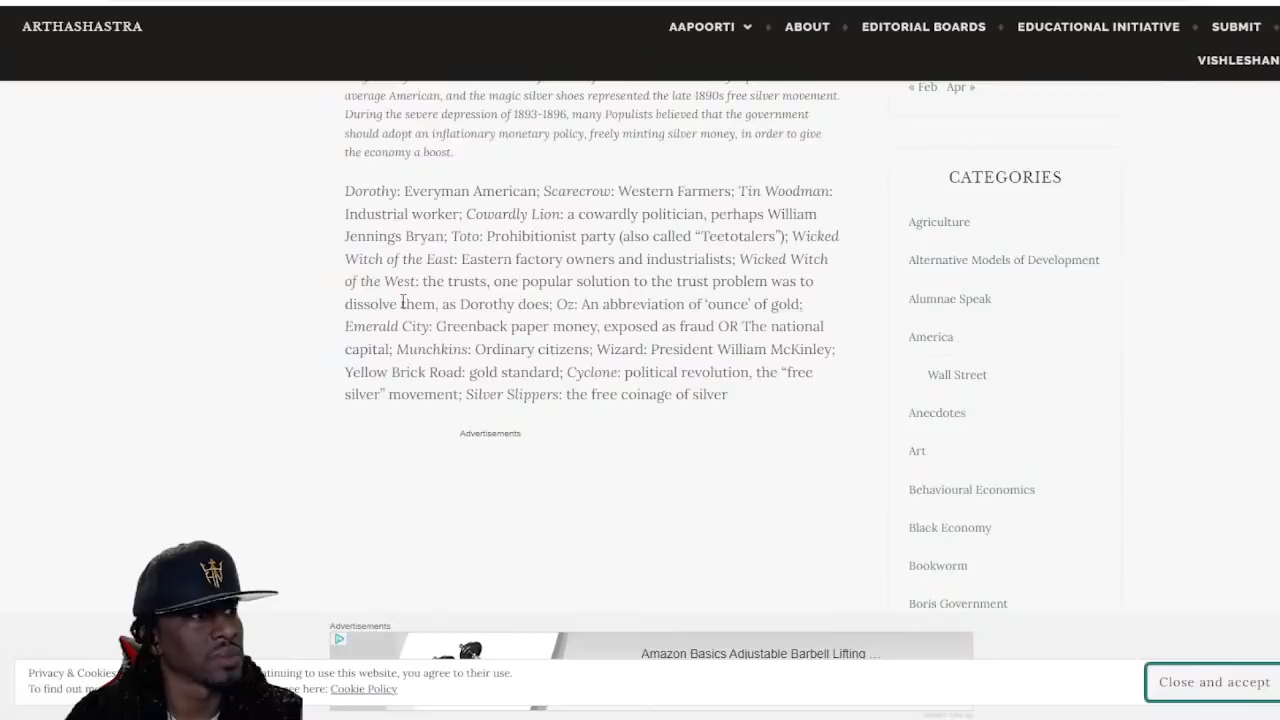 ARTHASHASTRA
AAPOORTI ABOUT EDITORIAL BOARDS EDUCATIONAL INITIATIVE SUBMIT
VISHLESHAN
« Feb Apr »
average American, and the magic silver shoes represented the late 1890s free silver movement.
During the severe depression of 1893-1896, many Populists believed that the government
should adopt an inflationary monetary policy, freely minting silver money, in order to give
the economy a boost.
Dorothy: Everyman American; Scarecrow: Western Farmers; Tin Woodman:
Industrial worker; Cowardly Lion: a cowardly politician, perhaps William
Jennings Bryan; Toto: Prohibitionist party (also called “Teetotalers”); Wicked
Witch of the East: Eastern factory owners and industrialists; Wicked Witch
of the West: the trusts, one popular solution to the trust problem was to
dissolve them, as Dorothy does; Oz: An abbreviation of ‘ounce’ of gold;
Emerald City: Greenback paper money, exposed as fraud OR The national
capital; Munchkins: Ordinary citizens; Wizard: President William McKinley;
Yellow Brick Road: gold standard; Cyclone: political revolution, the “free
silver” movement; Silver Slippers: the free coinage of silver
Advertisements
CATEGORIES
Agriculture
Alternative Models of Development
Alumnae Speak
America
Wall Street
Anecdotes
Art
Behavioural Economics
Black Economy
Bookworm
Boris Government
Advertisements
Amazon Basics Adjustable Barbell Lifting ...
Privacy & Cookies tinuing to use this website, you agree to their use.
To find out here: Cookie Policy
Close and accept